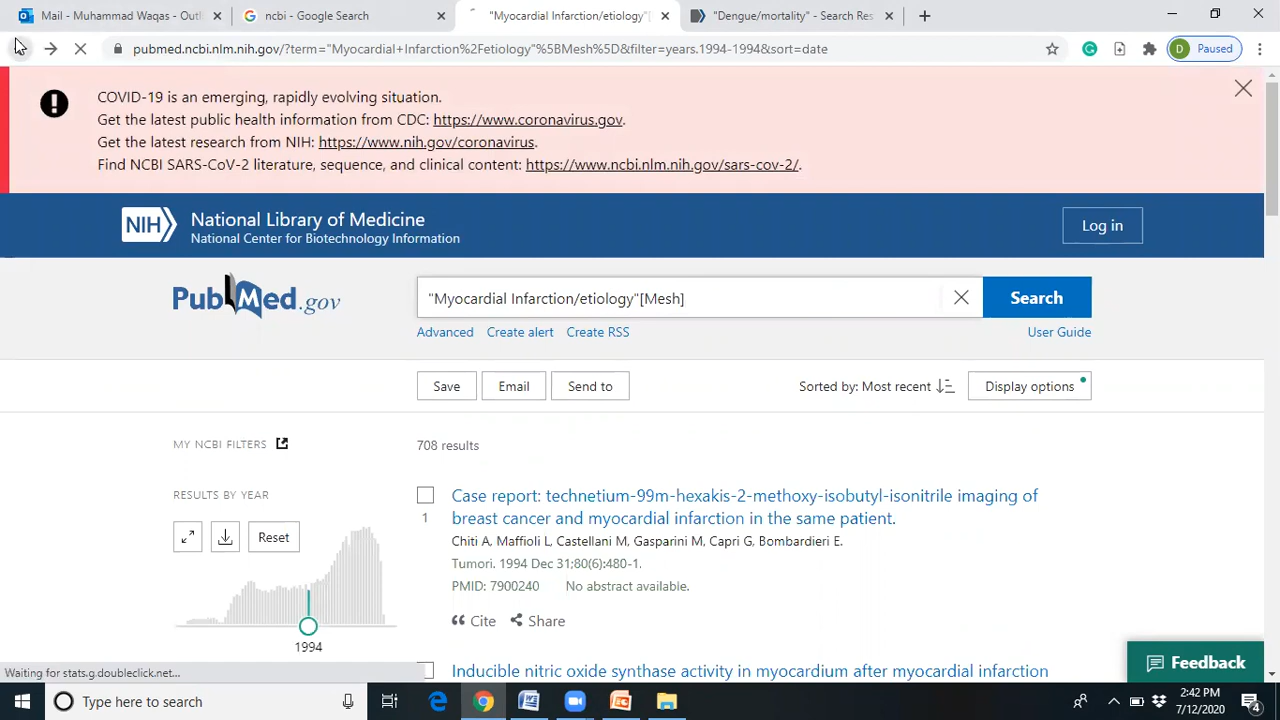 Mail - Muhammad Waqas - Outl
ncbi - Google Search
"Myocardial Infarction/etiology"[
"Dengue/mortality" - Search Res
pubmed.ncbi.nlm.nih.gov/?term="Myocardial+Infarction%2Fetiology"%5BMesh%5D&filter=years.1994-1994&sort=date
D Paused
COVID-19 is an emerging, rapidly evolving situation.
Get the latest public health information from CDC: https://www.coronavirus.gov.
Get the latest research from NIH: https://www.nih.gov/coronavirus.
Find NCBI SARS-CoV-2 literature, sequence, and clinical content: https://www.ncbi.nlm.nih.gov/sars-cov-2/.
NIH National Library of Medicine
National Center for Biotechnology Information
Log in
PubMed.gov
"Myocardial Infarction/etiology"[Mesh]
Search
Advanced Create alert Create RSS User Guide
Save Email Send to Sorted by: Most recent Display options
MY NCBI FILTERS
708 results
RESULTS BY YEAR
Reset
1994
Case report: technetium-99m-hexakis-2-methoxy-isobutyl-isonitrile imaging of
1 breast cancer and myocardial infarction in the same patient.
Chiti A, Maffioli L, Castellani M, Gasparini M, Capri G, Bombardieri E.
Tumori. 1994 Dec 31;80(6):480-1.
PMID: 7900240 No abstract available.
Cite Share
Inducible nitric oxide synthase activity in myocardium after myocardial infarction
Feedback
Waiting for stats.g.doubleclick.net...
Type here to search
2:42 PM
7/12/2020
4